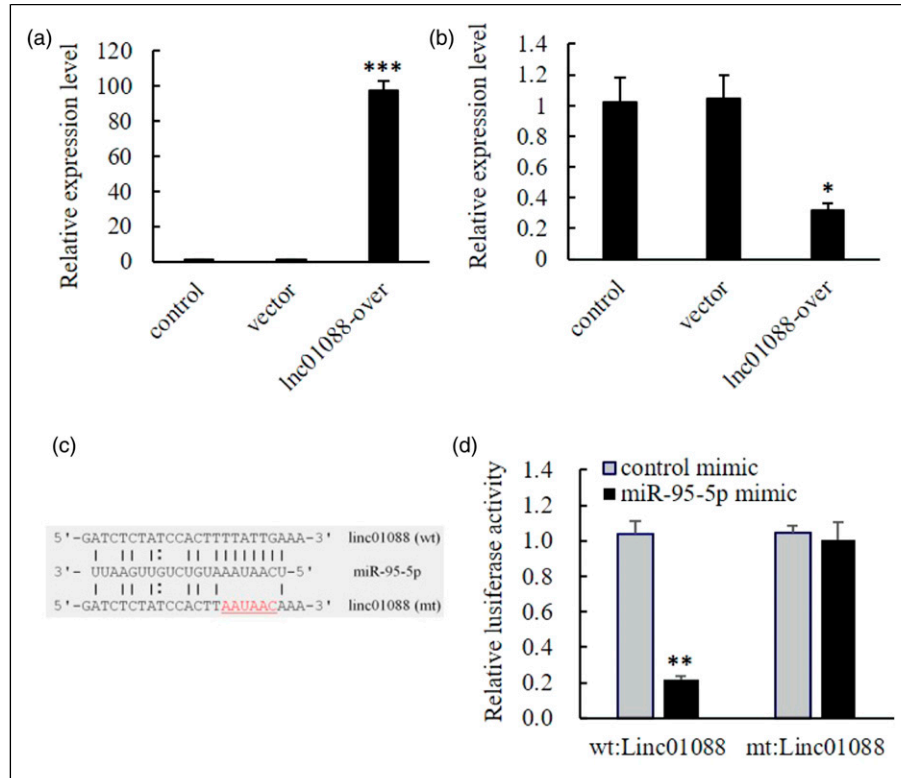 (a)
Relative expression level
120
100
80
60
40
20
0
***
control
vector
lnc01088-over
(b)
Relative expression level
1.4
1.2
1
0.8
0.6
0.4
0.2
0
*
control
vector
lnc01088-over
(c)
5'-GATCTCTATCCACTTTTATTGAAA-3' linc01088 (wt)
3'- UUAAGUUGUCUGUAAAUAACU-5' miR-95-5p
5'-GATCTCTATCCACTTAAUAACAAA-3' linc01088 (mt)
(d)
Relative lusiferase activity
1.4
1.2
1.0
0.8
0.6
0.4
0.2
0.0
control mimic
miR-95-5p mimic
**
wt:Linc01088 mt:Linc01088